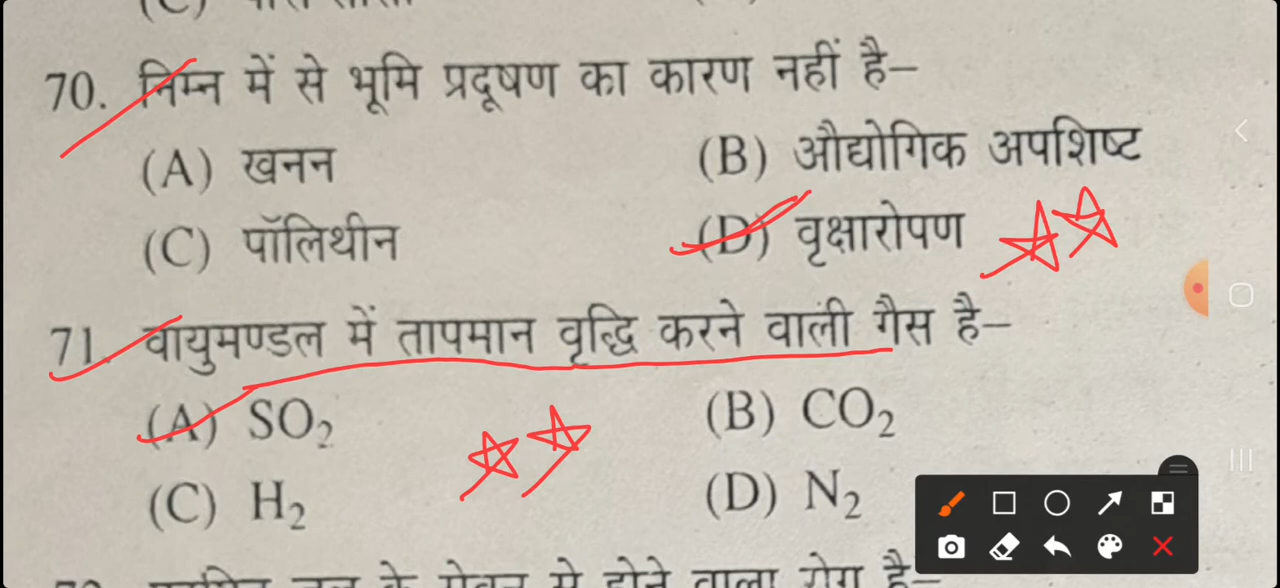 70. निम्न में से भूमि प्रदूषण का कारण नहीं है–
(A) खनन (B) औद्योगिक अपशिष्ट
(C) पॉलिथीन (D) वृक्षारोपण
71. वायुमण्डल में तापमान वृद्धि करने वाली गैस है–
(A) SO₂ (B) CO₂
(C) H₂ (D) N₂